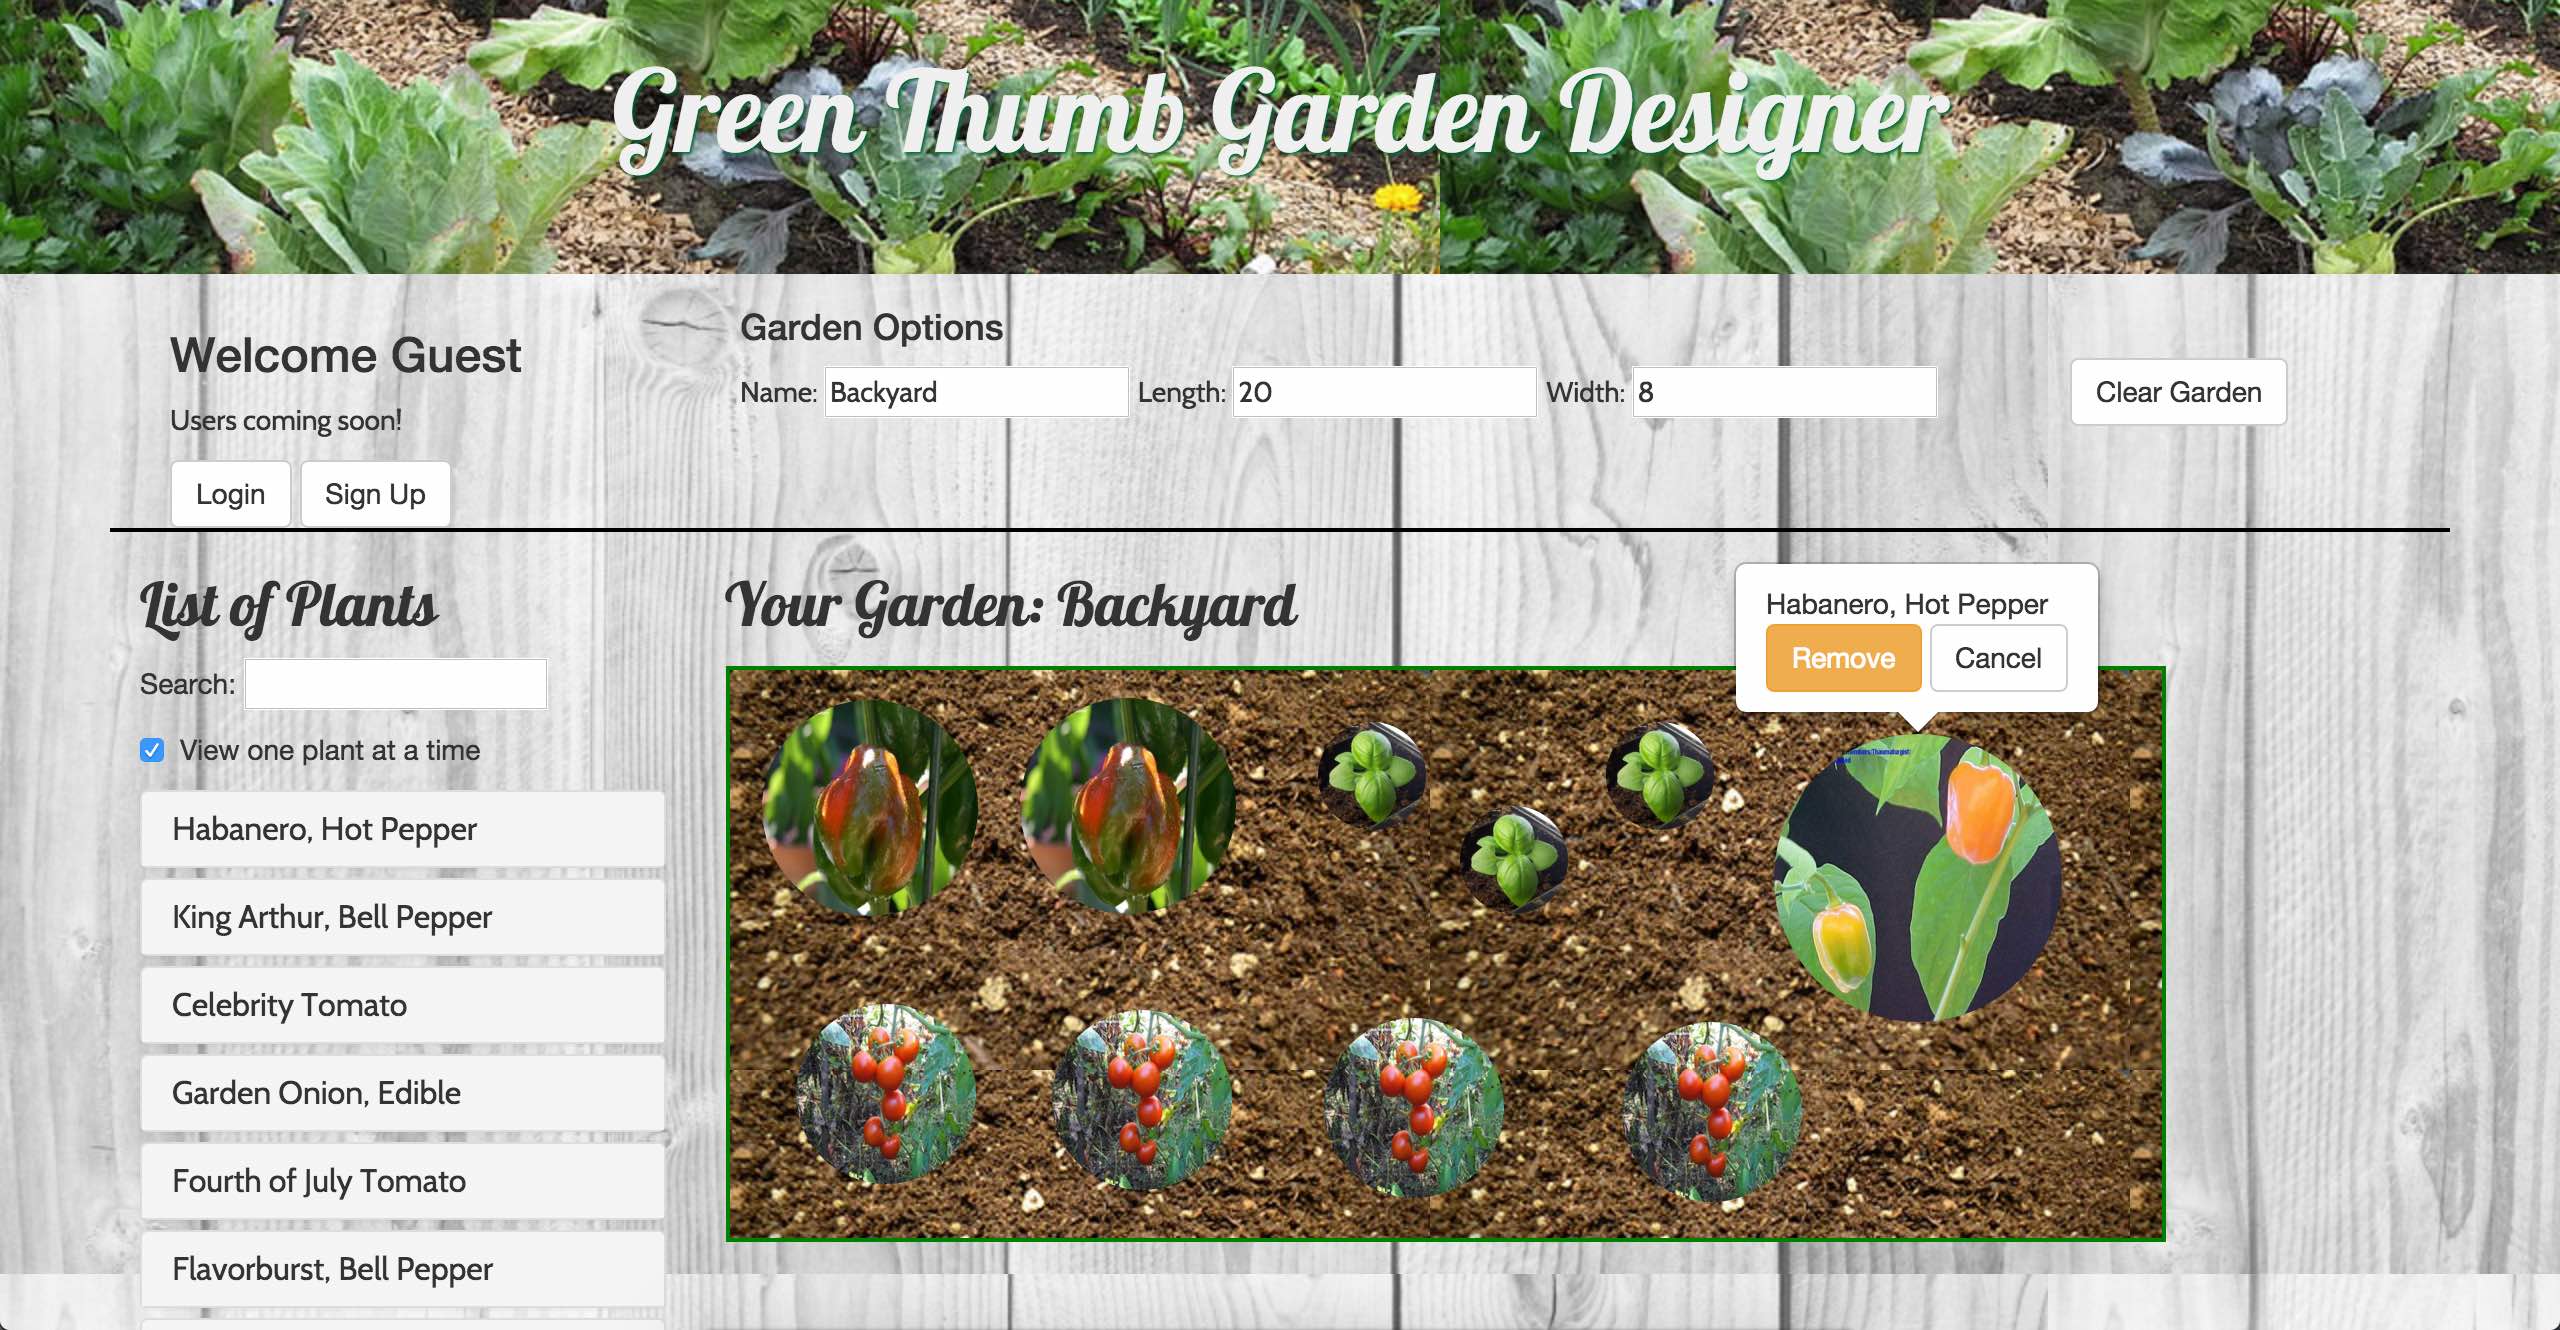 Green Thumb Garden Designer
Welcome Guest
Users coming soon!
Login Sign Up
Garden Options
Name: Backyard Length: 20 Width: 8
Clear Garden
List of Plants
Search:
View one plant at a time
Habanero, Hot Pepper
King Arthur, Bell Pepper
Celebrity Tomato
Garden Onion, Edible
Fourth of July Tomato
Flavorburst, Bell Pepper
Your Garden: Backyard
Habanero, Hot Pepper
Remove Cancel